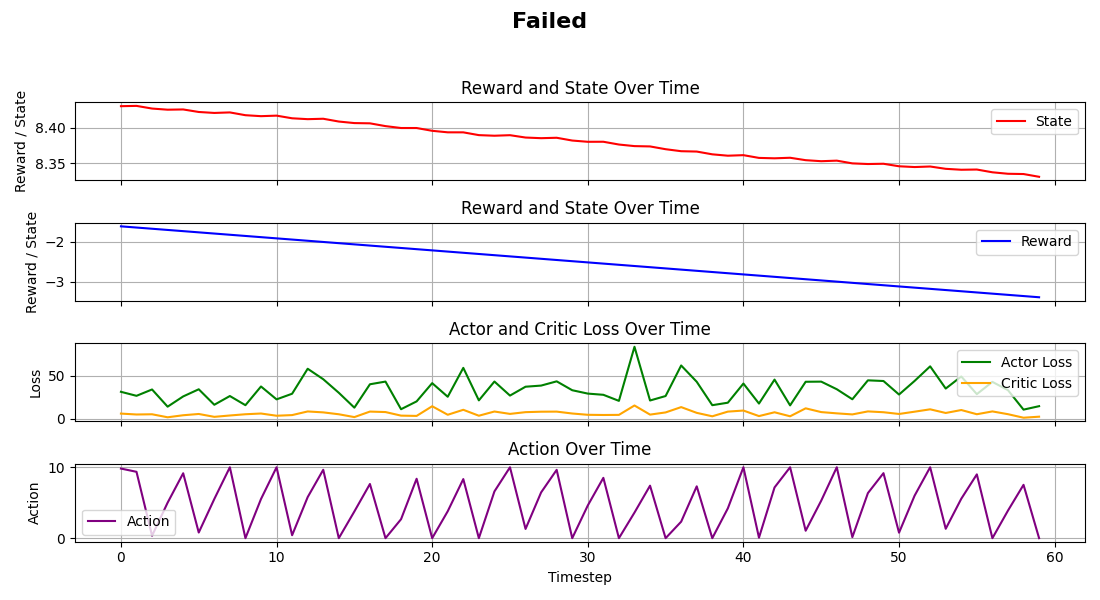 Failed
Reward and State Over Time
Reward / State
8.40
8.35
State
Reward and State Over Time
Reward / State
−2
−3
Reward
Actor and Critic Loss Over Time
Loss
50
0
Actor Loss
Critic Loss
Action Over Time
Action
10
0
Action
0 10 20 30 40 50 60
Timestep